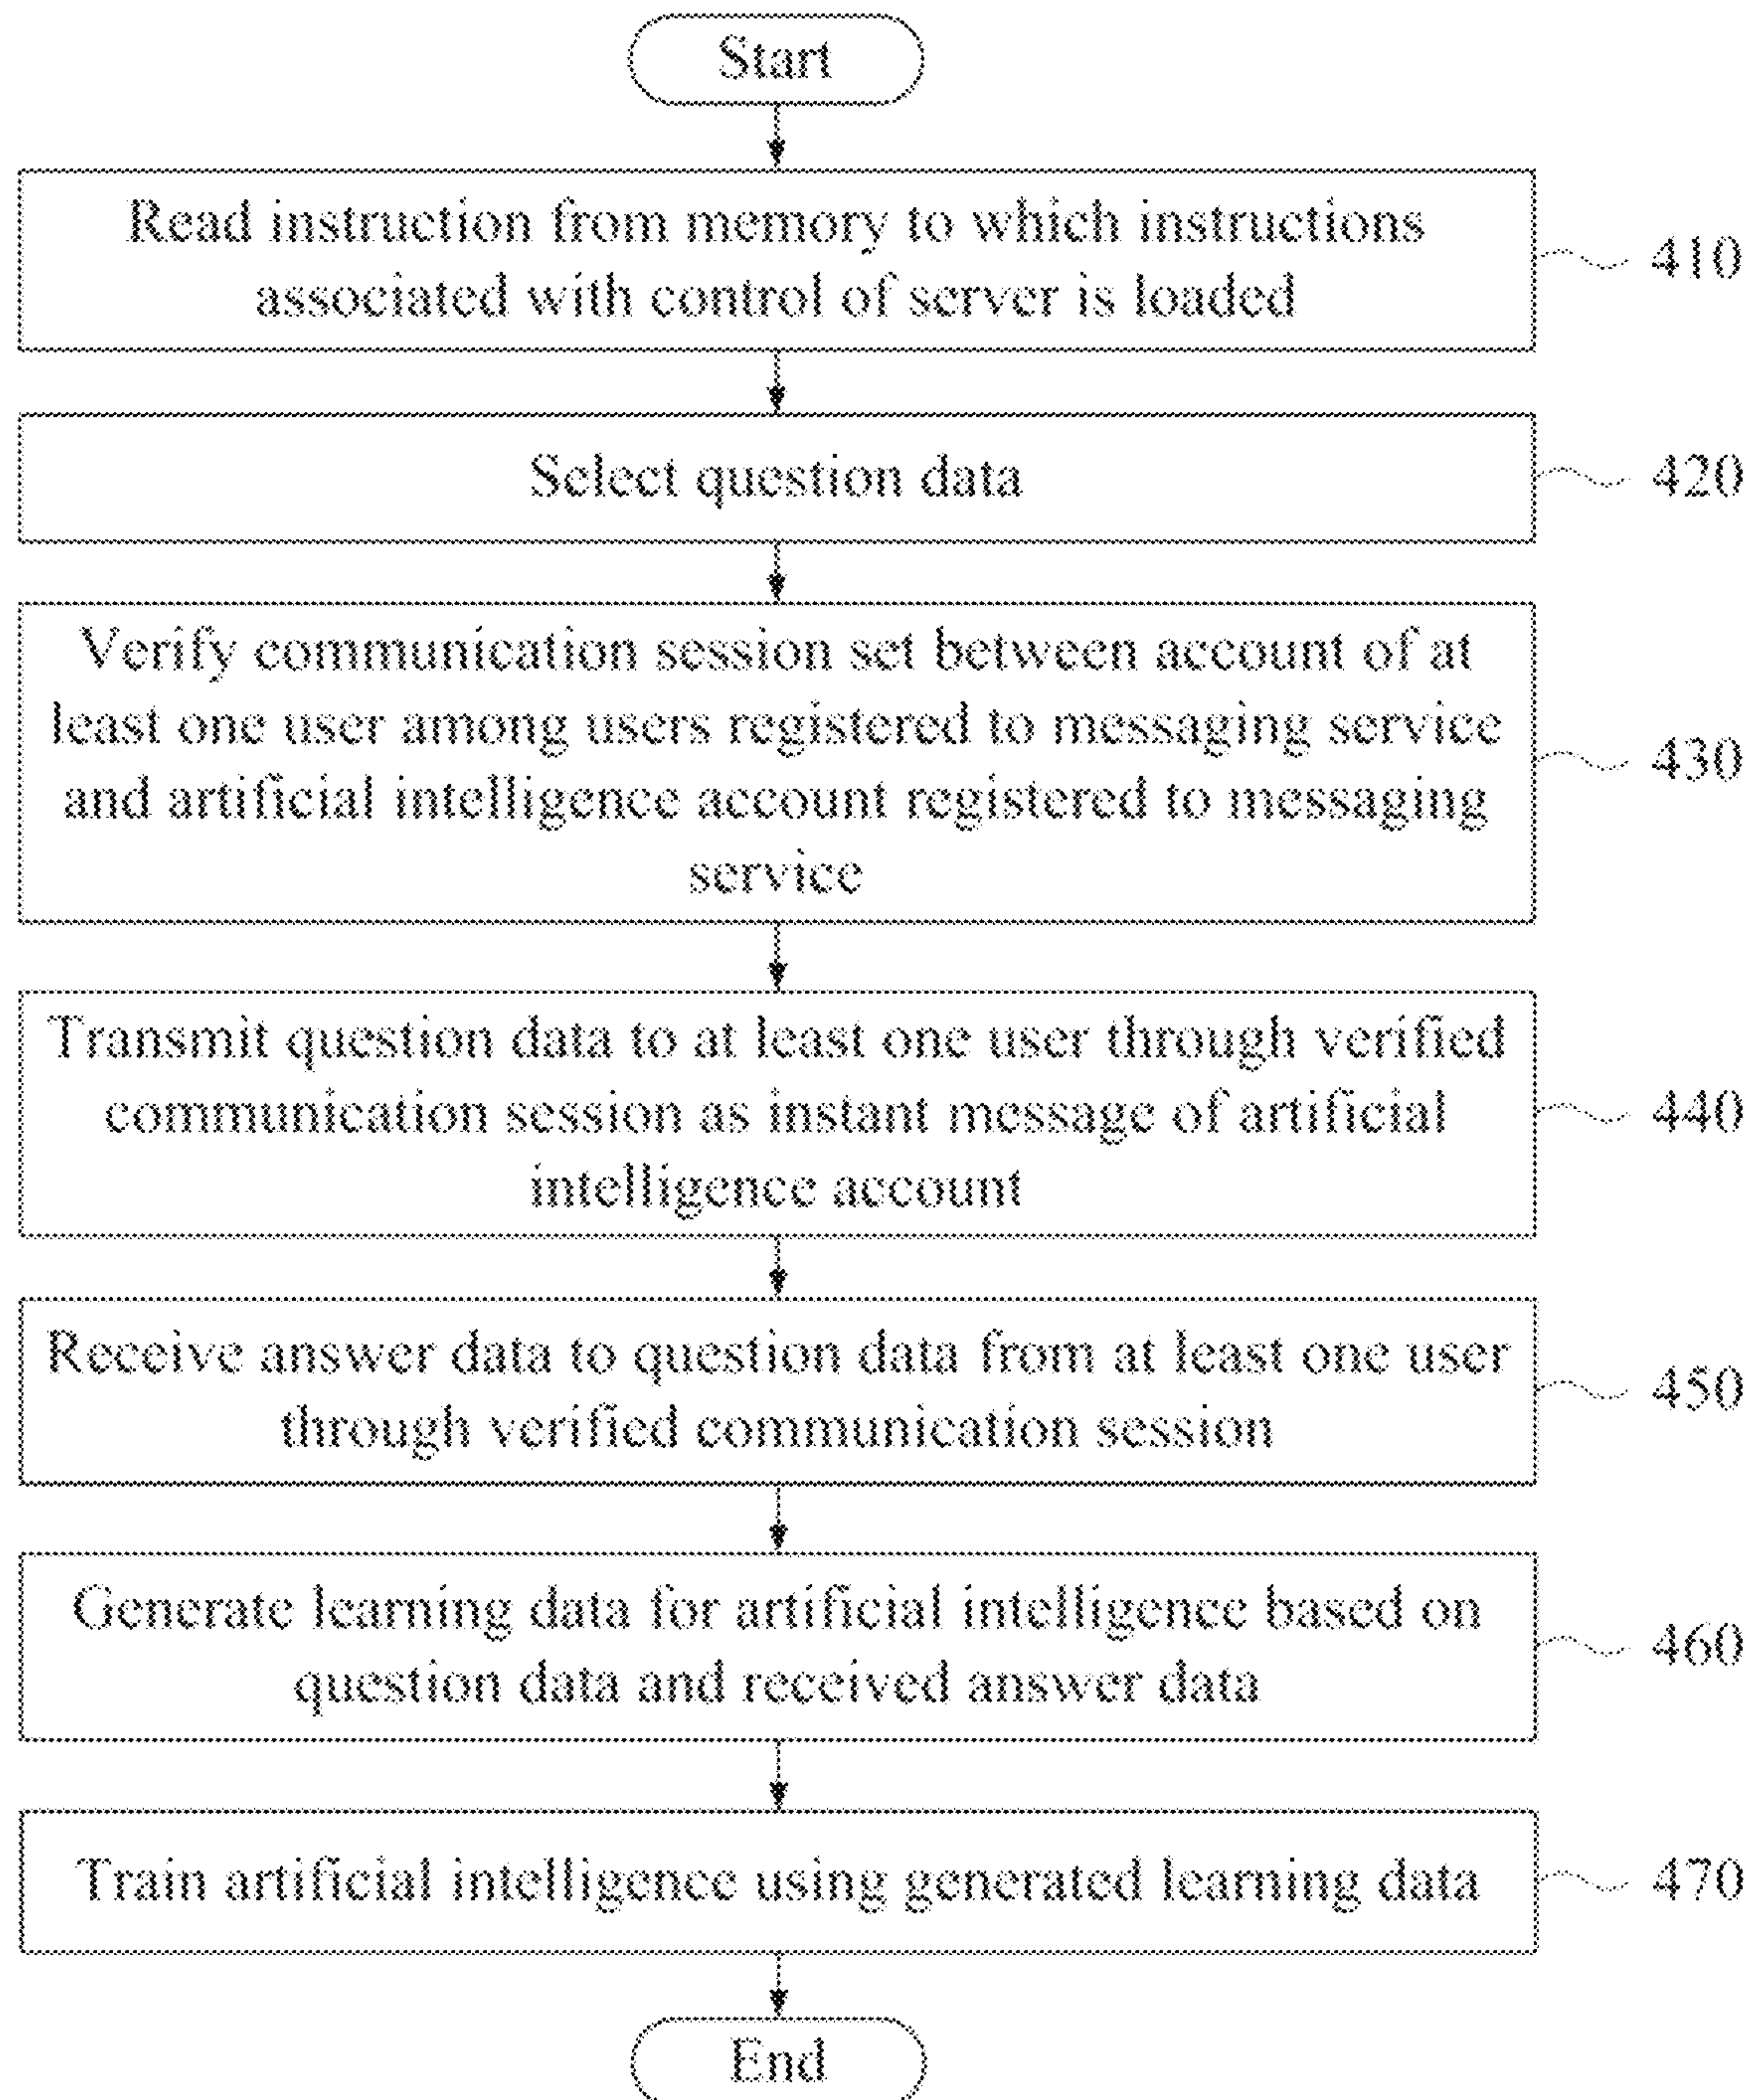 Start
Read instruction from memory to which instructions
associated with control of server is loaded
410
Select question data
420
Verify communication session set between account of at
least one user among users registered to messaging service
and artificial intelligence account registered to messaging
service
430
Transmit question data to at least one user through verified
communication session as instant message of artificial
intelligence account
440
Receive answer data to question data from at least one user
through verified communication session
450
Generate learning data for artificial intelligence based on
question data and received answer data
460
Train artificial intelligence using generated learning data
470
End